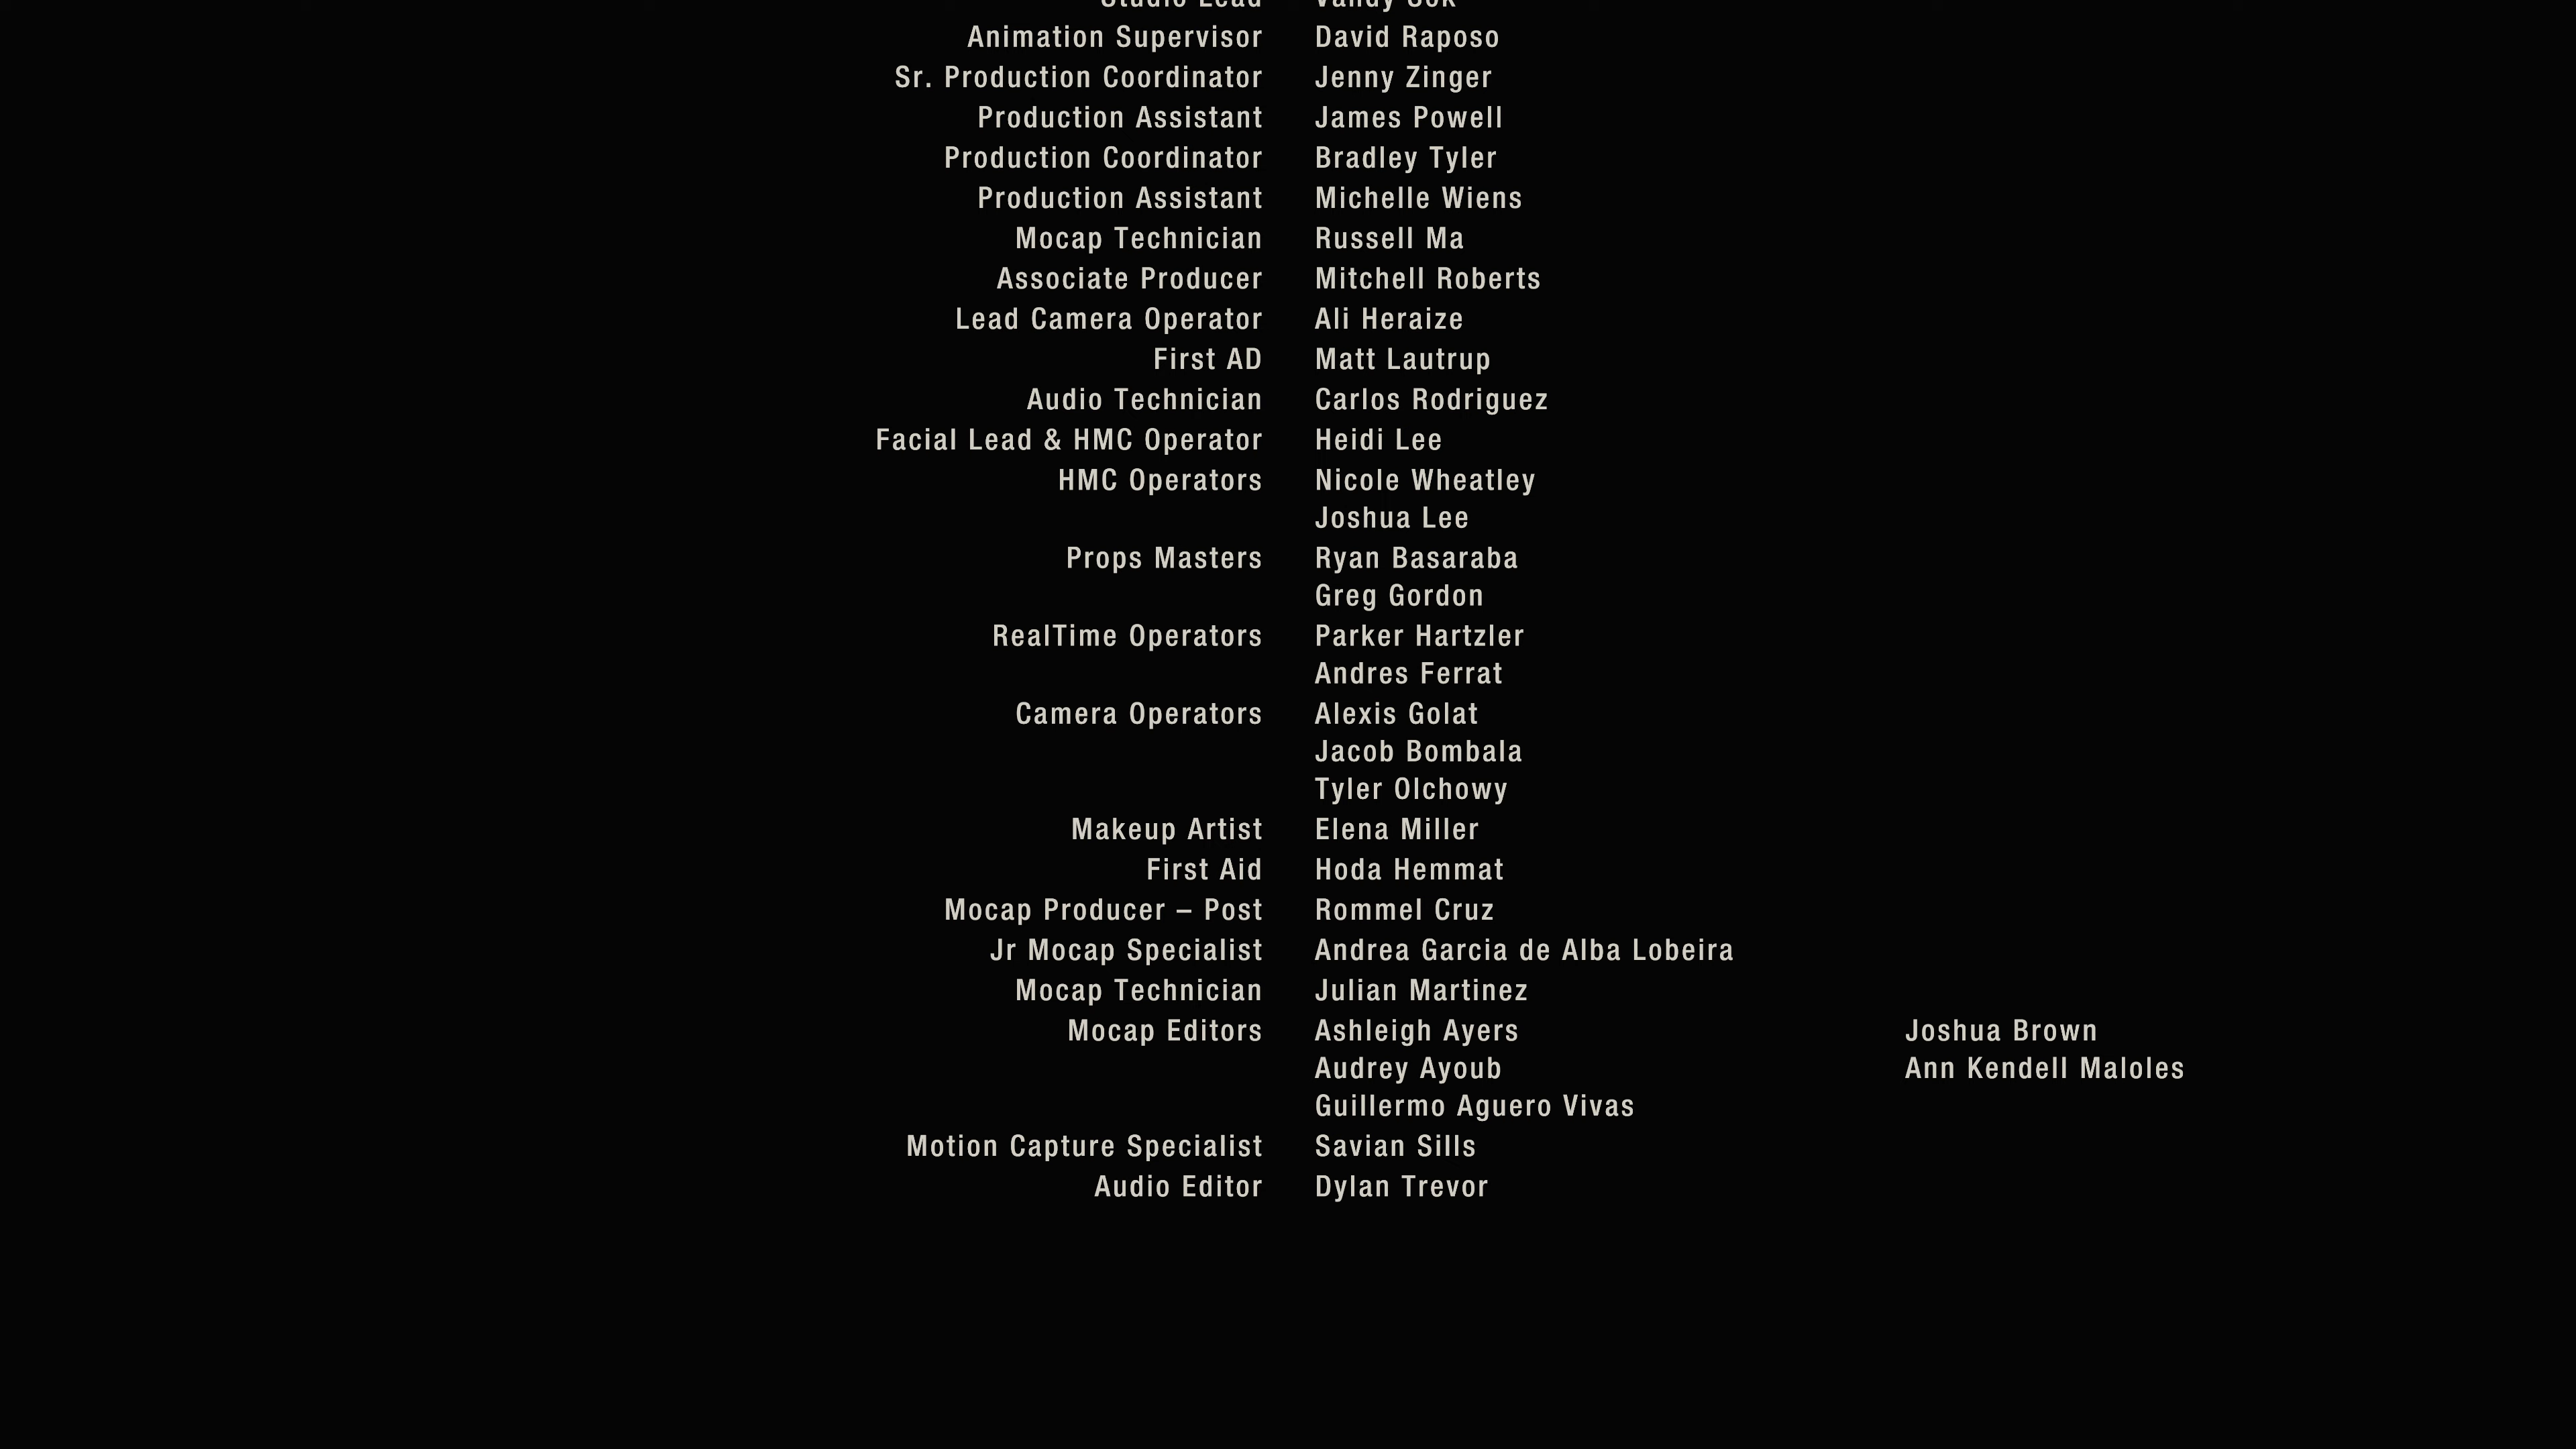 Studio Lead Vandy Sok
Animation Supervisor David Raposo
Sr. Production Coordinator Jenny Zinger
Production Assistant James Powell
Production Coordinator Bradley Tyler
Production Assistant Michelle Wiens
Mocap Technician Russell Ma
Associate Producer Mitchell Roberts
Lead Camera Operator Ali Heraize
First AD Matt Lautrup
Audio Technician Carlos Rodriguez
Facial Lead & HMC Operator Heidi Lee
HMC Operators Nicole Wheatley
Joshua Lee
Props Masters Ryan Basaraba
Greg Gordon
RealTime Operators Parker Hartzler
Andres Ferrat
Camera Operators Alexis Golat
Jacob Bombala
Tyler Olchowy
Makeup Artist Elena Miller
First Aid Hoda Hemmat
Mocap Producer – Post Rommel Cruz
Jr Mocap Specialist Andrea Garcia de Alba Lobeira
Mocap Technician Julian Martinez
Mocap Editors Ashleigh Ayers Joshua Brown
Audrey Ayoub Ann Kendell Maloles
Guillermo Aguero Vivas
Motion Capture Specialist Savian Sills
Audio Editor Dylan Trevor